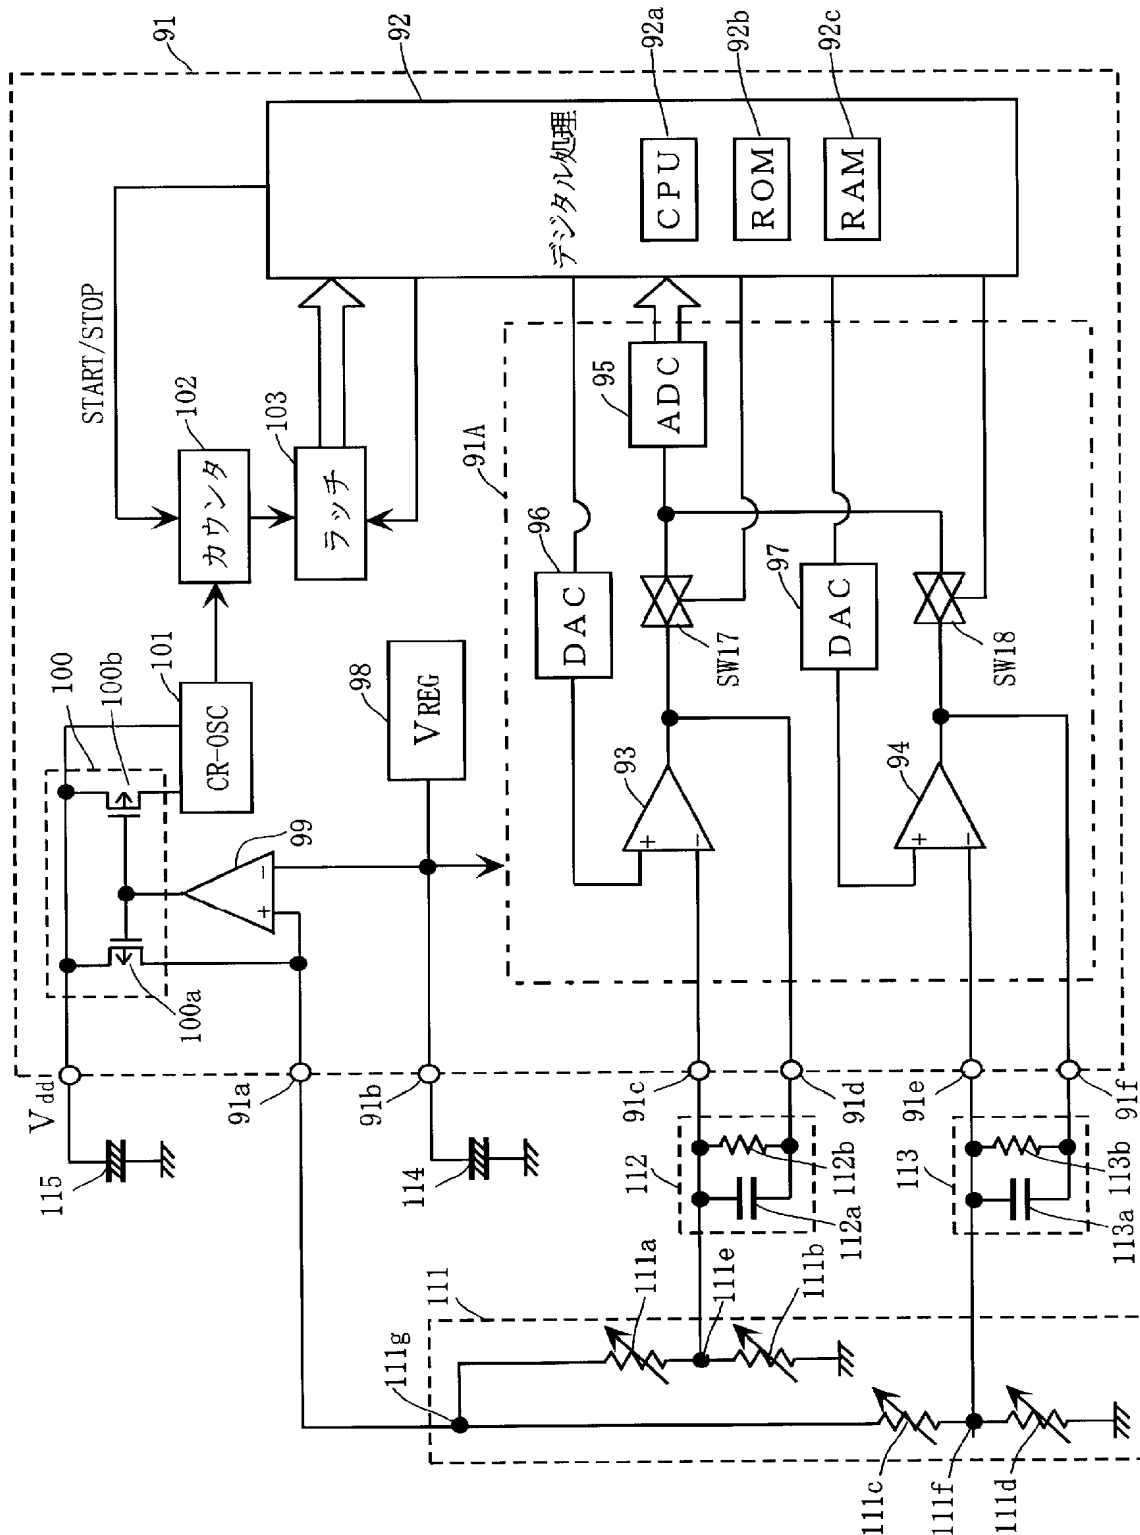 91
92
デジタル処理
CPU
92a
ROM
92b
RAM
92c
START/STOP
102
カウンタ
103
ラッチ
100
100b
101
CR-OSC
100a
99
+
-
98
VREG
91A
95
ADC
96
DAC
97
DAC
SW17
SW18
93
+
-
94
+
-
Vdd
91a
91b
91c
91d
91e
91f
115
114
112
112b
112a
113
113b
113a
111
111g
111a
111e
111b
111c
111f
111d